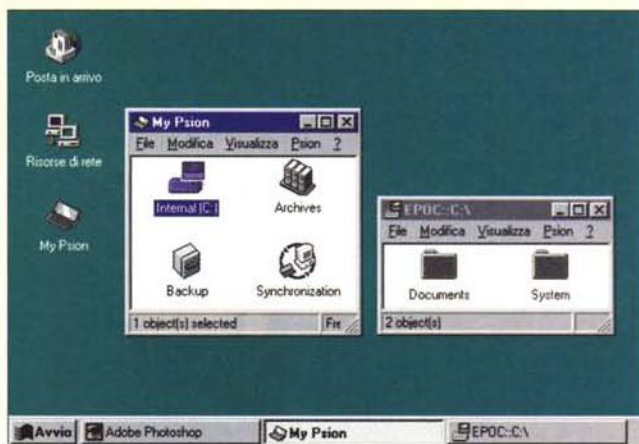 Posta in arrivo
Risorse di rete
My Psion
My Psion
File Modifica Visualizza Psion ?
Internal (C:)
Archives
Backup
Synchronization
1 object(s) selected
Fre
EPOC::C:\
File Modifica Visualizza Psion ?
Documents
System
2 object(s)
Avvio
Adobe Photoshop
My Psion
EPOC::C:\